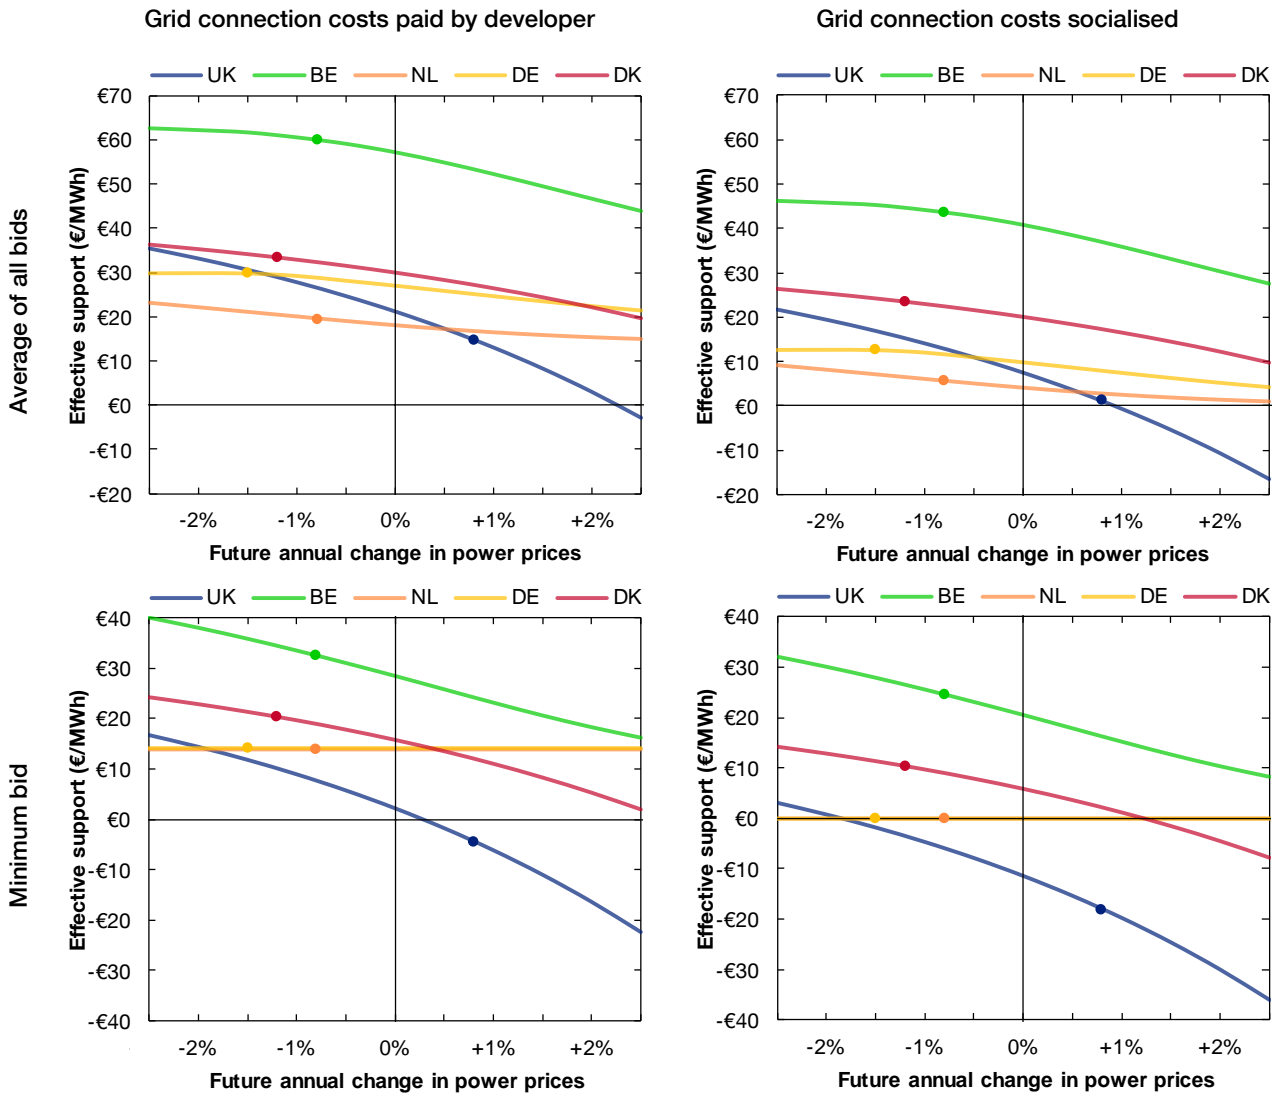 Grid connection costs paid by developer
Grid connection costs socialised
Average of all bids
UK BE NL DE DK
Effective support (€/MWh)
€70
€60
€50
€40
€30
€20
€10
€0
-€10
-€20
-2% -1% 0% +1% +2%
Future annual change in power prices
UK BE NL DE DK
Effective support (€/MWh)
€70
€60
€50
€40
€30
€20
€10
€0
-€10
-€20
-2% -1% 0% +1% +2%
Future annual change in power prices
Minimum bid
UK BE NL DE DK
Effective support (€/MWh)
€40
€30
€20
€10
€0
-€10
-€20
-€30
-€40
-2% -1% 0% +1% +2%
Future annual change in power prices
UK BE NL DE DK
Effective support (€/MWh)
€40
€30
€20
€10
€0
-€10
-€20
-€30
-€40
-2% -1% 0% +1% +2%
Future annual change in power prices